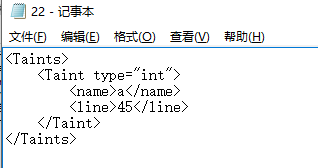 22 - 记事本
文件(F) 编辑(E) 格式(O) 查看(V) 帮助(H)
<Taints>
    <Taint type="int">
        <name>a</name>
        <line>45</line>
    </Taint>
</Taints>